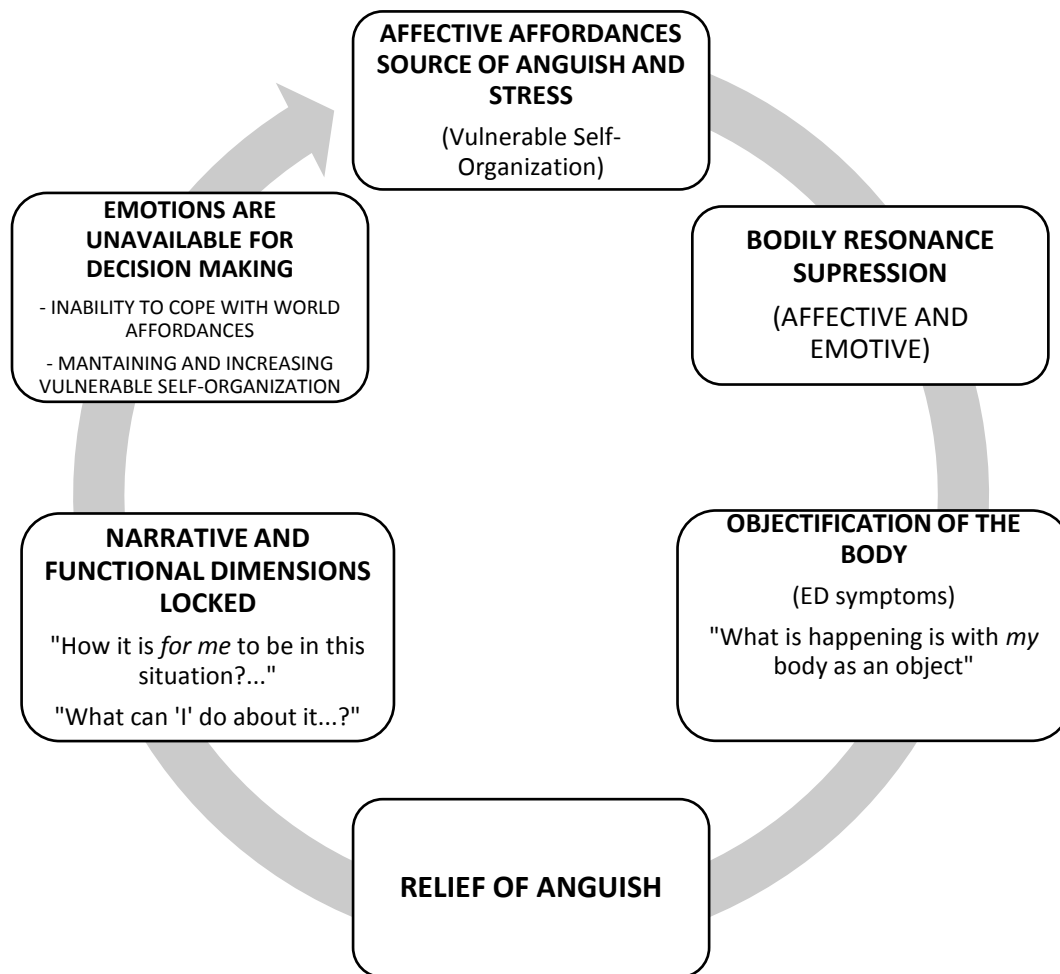 AFFECTIVE AFFORDANCES
SOURCE OF ANGUISH AND
STRESS
(Vulnerable Self-
Organization)
BODILY RESONANCE
SUPRESSION
(AFFECTIVE AND
EMOTIVE)
OBJECTIFICATION OF THE
BODY
(ED symptoms)
"What is happening is with my
body as an object"
RELIEF OF ANGUISH
NARRATIVE AND
FUNCTIONAL DIMENSIONS
LOCKED
"How it is for me to be in this
situation?..."
"What can 'I' do about it...?"
EMOTIONS ARE
UNAVAILABLE FOR
DECISION MAKING
- INABILITY TO COPE WITH WORLD
AFFORDANCES
- MANTAINING AND INCREASING
VULNERABLE SELF-ORGANIZATION